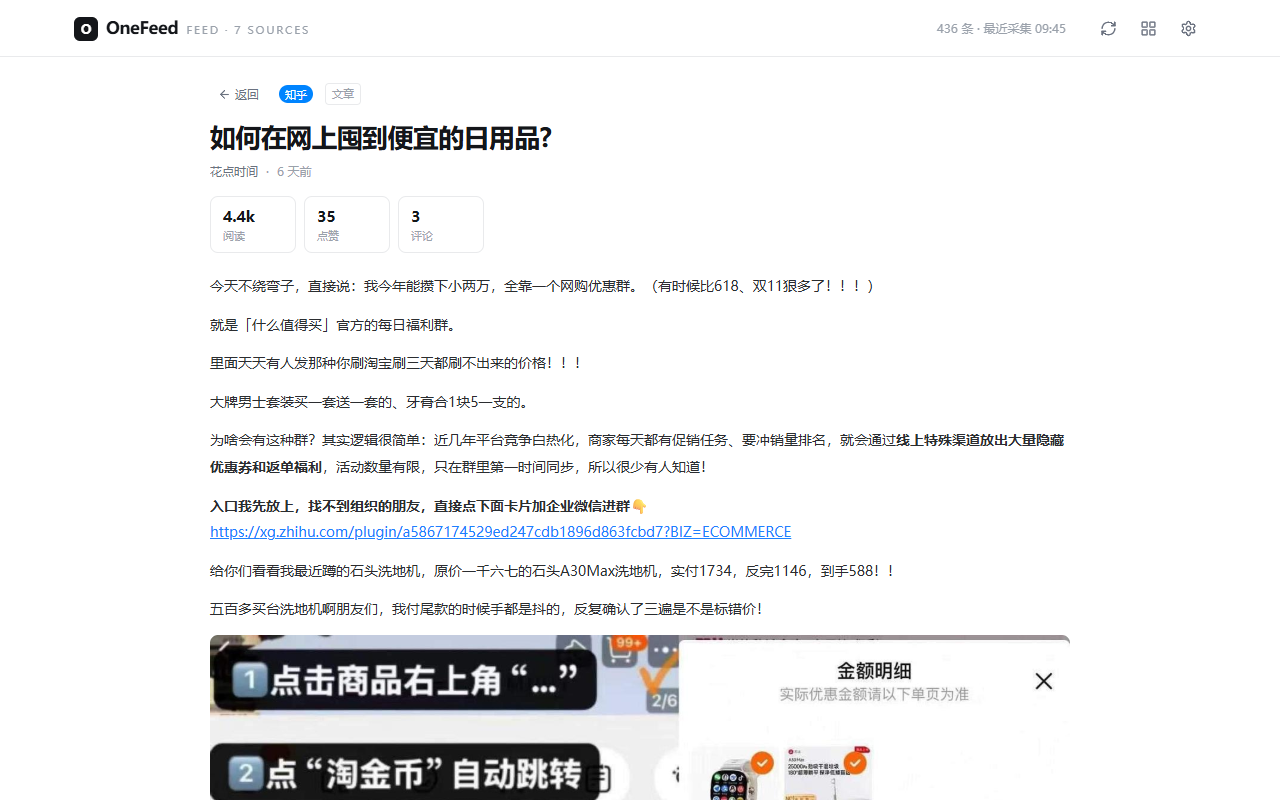 O OneFeed FEED · 7 SOURCES
436 条 · 最近采集 09:45
← 返回 知乎 文章
如何在网上囤到便宜的日用品?
花点时间 · 6 天前
4.4k 35 3
阅读 点赞 评论
今天不绕弯子，直接说：我今年能攒下小两万，全靠一个网购优惠群。（有时候比618、双11狠多了！！！）
就是「什么值得买」官方的每日福利群。
里面天天有人发那种你刷淘宝刷三天都刷不出来的价格！！！
大牌男士套装买一套送一套的、牙膏合1块5一支的。
为啥会有这种群？其实逻辑很简单：近几年平台竞争白热化，商家每天都有促销任务、要冲销量排名，就会通过线上特殊渠道放出大量隐藏
优惠券和返单福利，活动数量有限，只在群里第一时间同步，所以很少有人知道！
入口我先放上，找不到组织的朋友，直接点下面卡片加企业微信进群👇
https://xg.zhihu.com/plugin/a5867174529ed247cdb1896d863fcbd7?BIZ=ECOMMERCE
给你们看看我最近蹲的石头洗地机，原价一千六七的石头A30Max洗地机，实付1734，反完1146，到手588！！
五百多买台洗地机啊朋友们，我付尾款的时候手都是抖的，反复确认了三遍是不是标错价！
99+
1 点击商品右上角“...”
2/6
金额明细
实际优惠金额请以下单页为准
2 点“淘金币”自动跳转